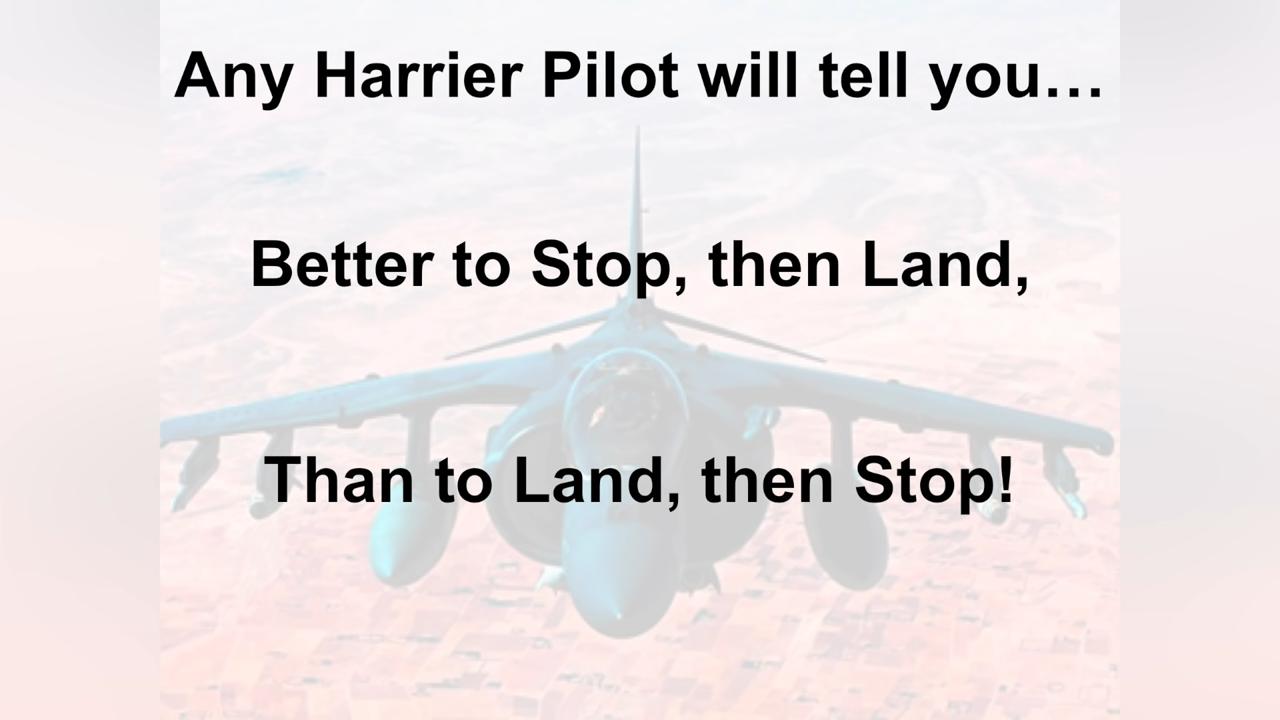 Any Harrier Pilot will tell you…
Better to Stop, then Land,
Than to Land, then Stop!